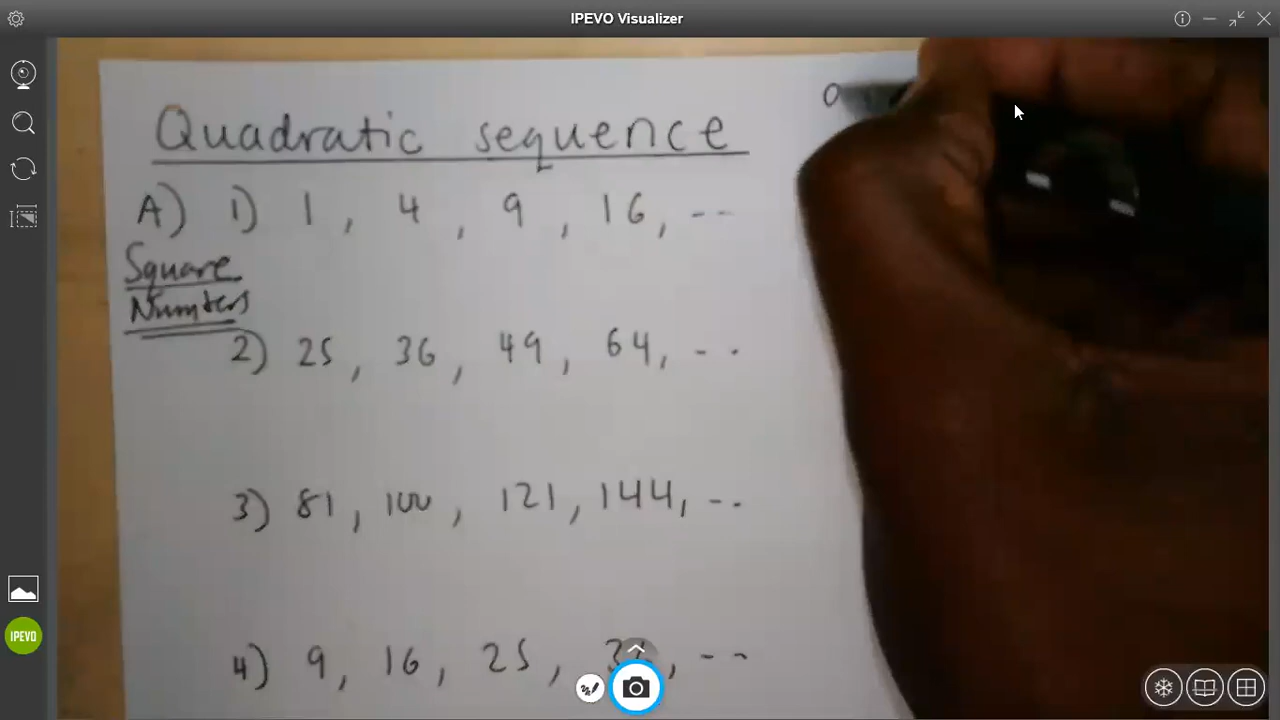 IPEVO Visualizer
Quadratic sequence
A) 1) 1, 4, 9, 16, --
Square
Numbers
2) 25, 36, 49, 64, --
3) 81, 100, 121, 144, --
4) 9, 16, 25, , --
IPEVO